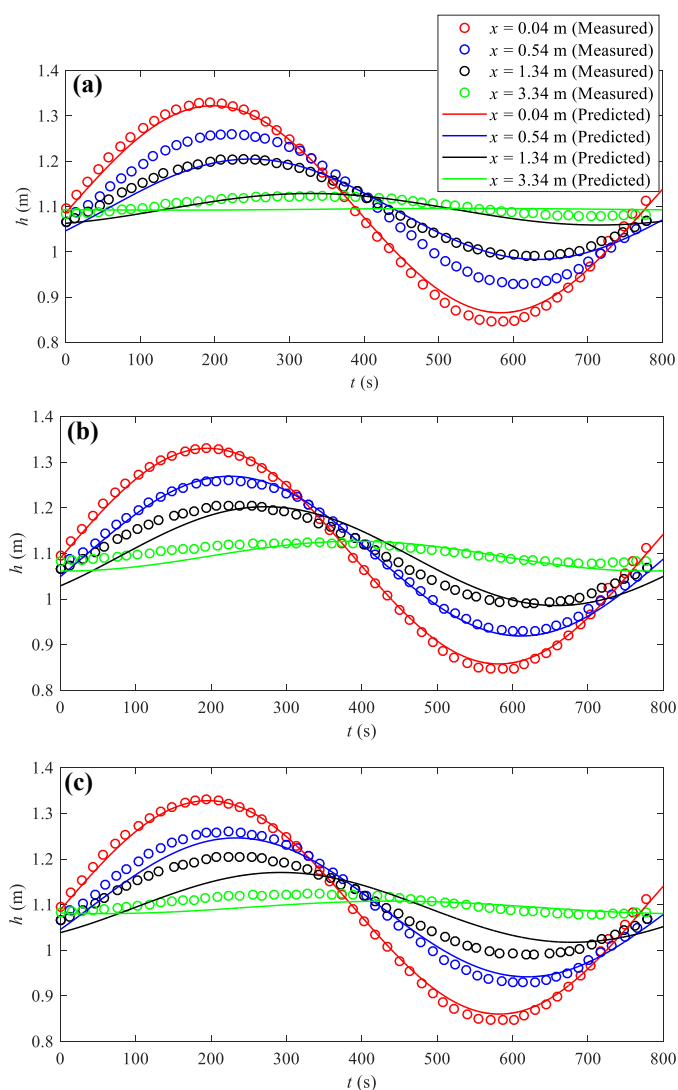 x = 0.04 m (Measured)
x = 0.54 m (Measured)
x = 1.34 m (Measured)
x = 3.34 m (Measured)
x = 0.04 m (Predicted)
x = 0.54 m (Predicted)
x = 1.34 m (Predicted)
x = 3.34 m (Predicted)
(a)
1.4
1.3
1.2
1.1
1
0.9
0.8
h (m)
0 100 200 300 400 500 600 700 800
t (s)
(b)
1.4
1.3
1.2
1.1
1
0.9
0.8
h (m)
0 100 200 300 400 500 600 700 800
t (s)
(c)
1.4
1.3
1.2
1.1
1
0.9
0.8
h (m)
0 100 200 300 400 500 600 700 800
t (s)